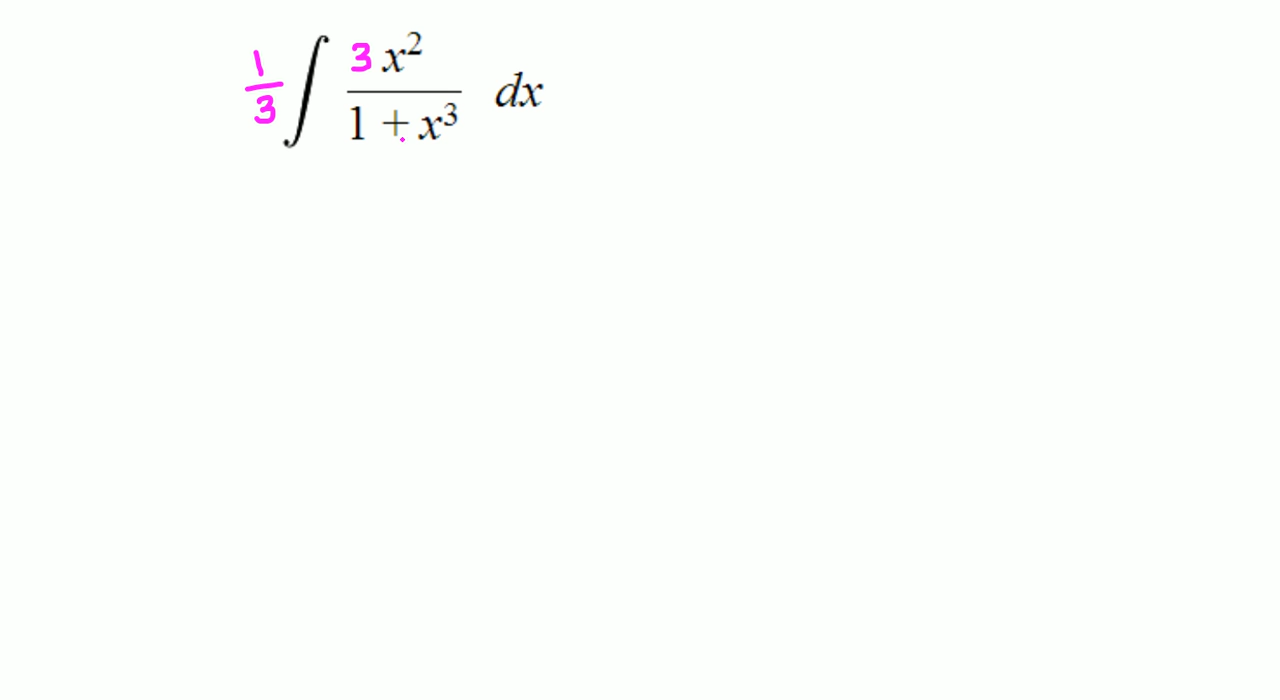 1/3 ∫ 3x²/(1 + x³) dx